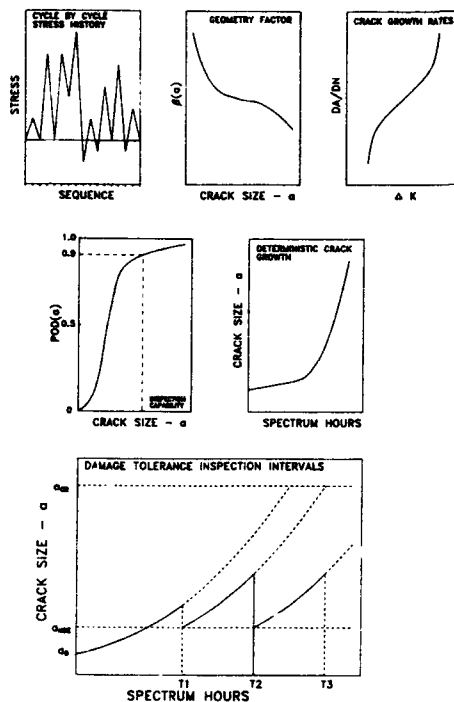 CYCLE BY CYCLE
STRESS HISTORY
STRESS
SEQUENCE
GEOMETRY FACTOR
β(a)
CRACK SIZE - a
CRACK GROWTH RATES
DA/DN
Δ K
1.0
0.9
0.5
0
POD(a)
INSPECTION
CAPABILITY
CRACK SIZE - a
DETERMINISTIC CRACK
GROWTH
CRACK SIZE - a
SPECTRUM HOURS
DAMAGE TOLERANCE INSPECTION INTERVALS
CRACK SIZE - a
a₀
T1
T2
T3
SPECTRUM HOURS